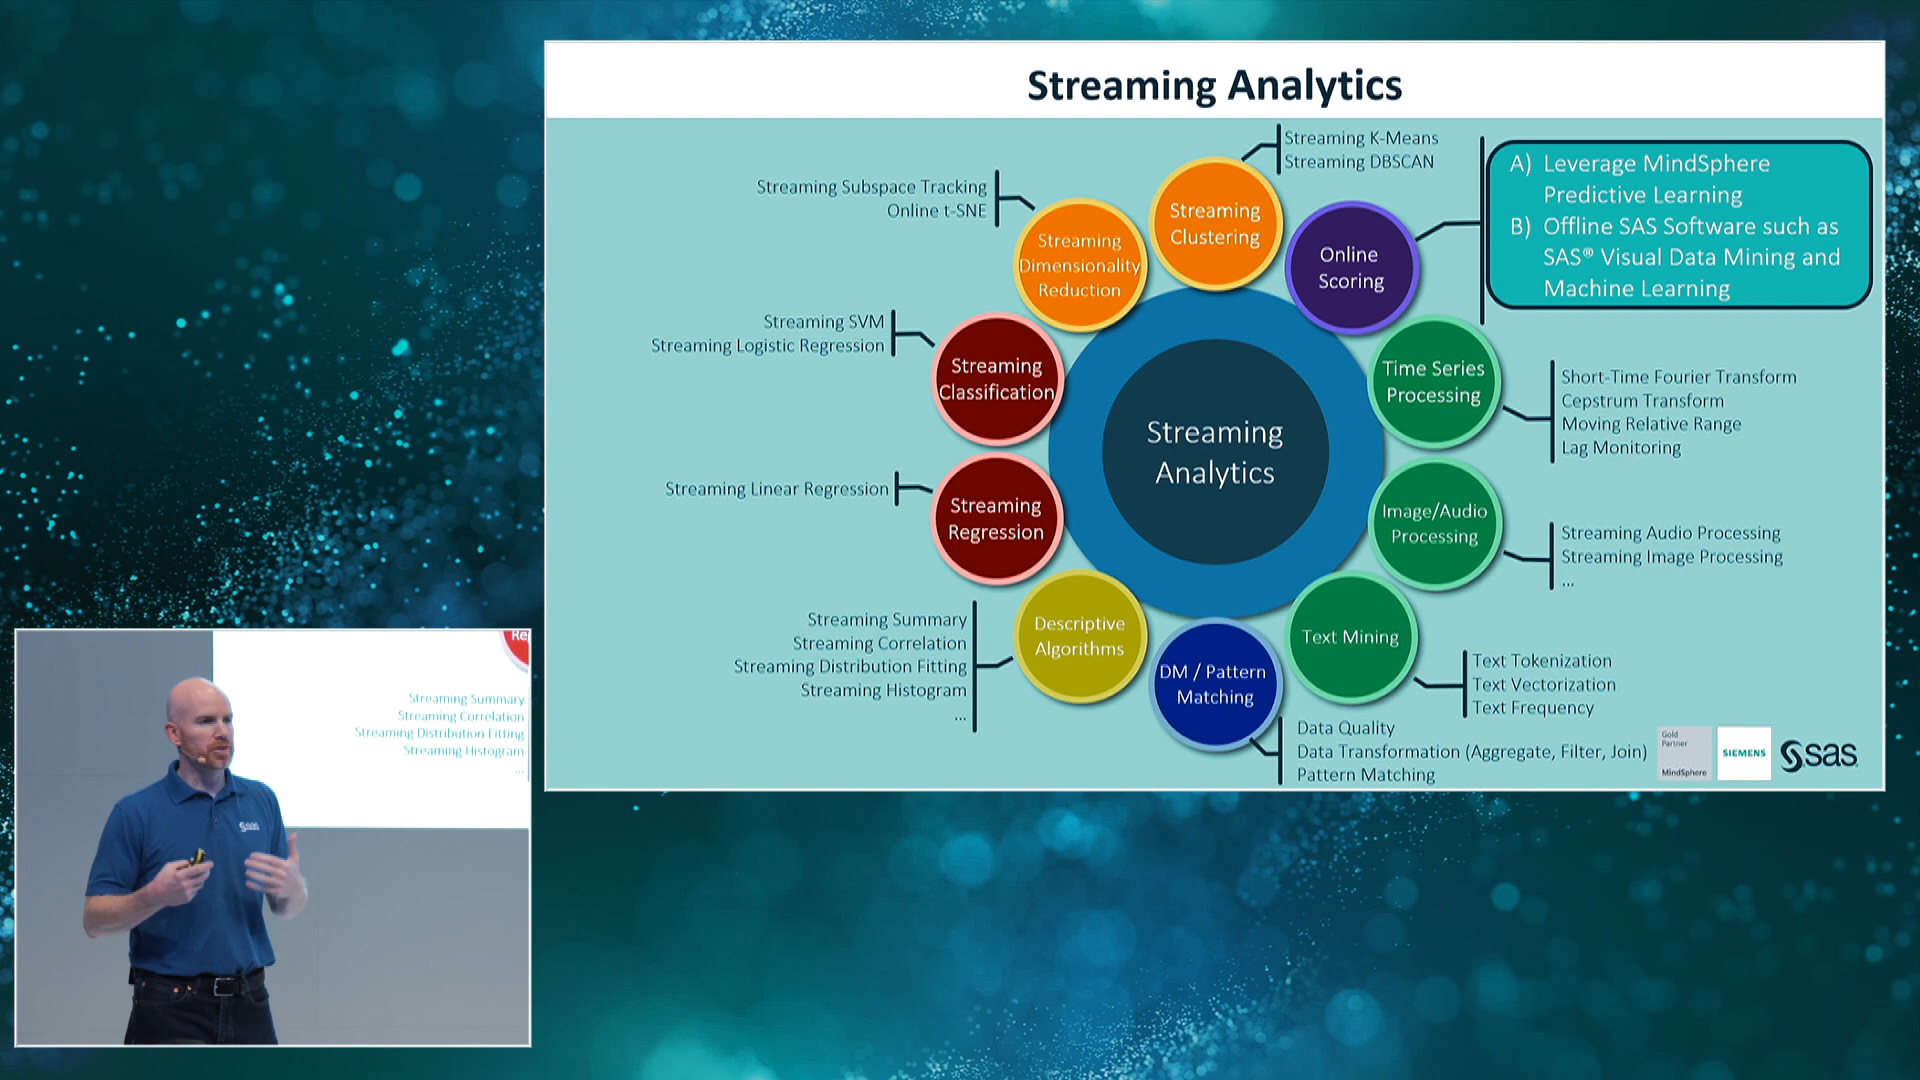 Streaming Analytics
Streaming K-Means
Streaming DBSCAN
Streaming Subspace Tracking
Online t-SNE
Streaming
Clustering
Streaming
Dimensionality
Reduction
Online
Scoring
A) Leverage MindSphere
Predictive Learning
B) Offline SAS Software such as
SAS® Visual Data Mining and
Machine Learning
Streaming SVM
Streaming Logistic Regression
Streaming
Classification
Time Series
Processing
Short-Time Fourier Transform
Cepstrum Transform
Moving Relative Range
Lag Monitoring
Streaming
Analytics
Streaming Linear Regression
Streaming
Regression
Image/Audio
Processing
Streaming Audio Processing
Streaming Image Processing
...
Streaming Summary
Streaming Correlation
Streaming Distribution Fitting
Streaming Histogram
...
Descriptive
Algorithms
DM / Pattern
Matching
Text Mining
Text Tokenization
Text Vectorization
Text Frequency
Data Quality
Data Transformation (Aggregate, Filter, Join)
Pattern Matching
Gold
Partner
MindSphere
SIEMENS
sas
Re
Streaming Summary
Streaming Correlation
Streaming Distribution Fitting
Streaming Histogram
...
sas